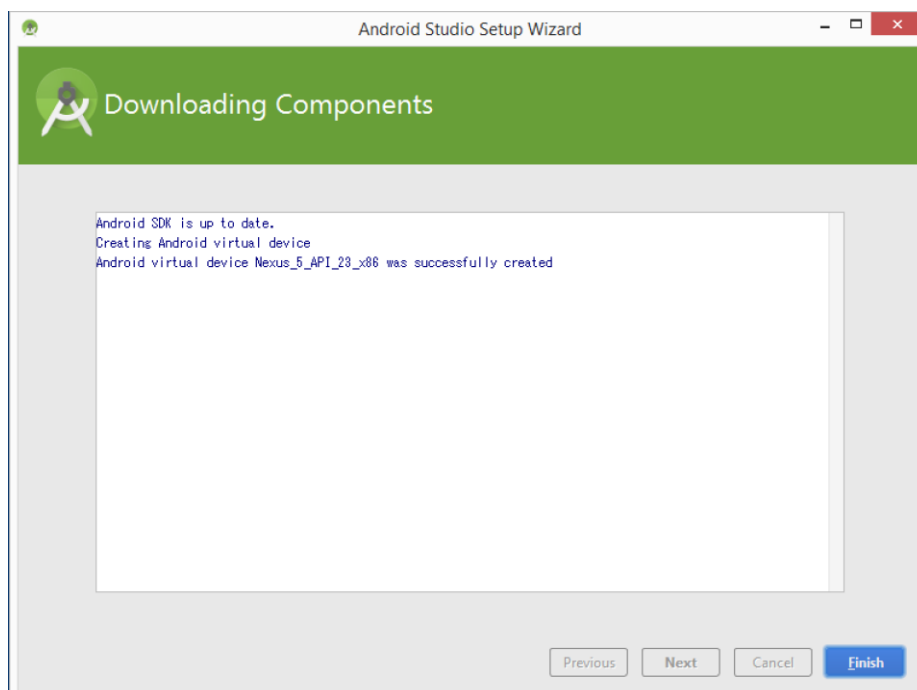 Android Studio Setup Wizard
Downloading Components
Android SDK is up to date.
Creating Android virtual device
Android virtual device Nexus_5_API_23_x86 was successfully created
Previous
Next
Cancel
Finish